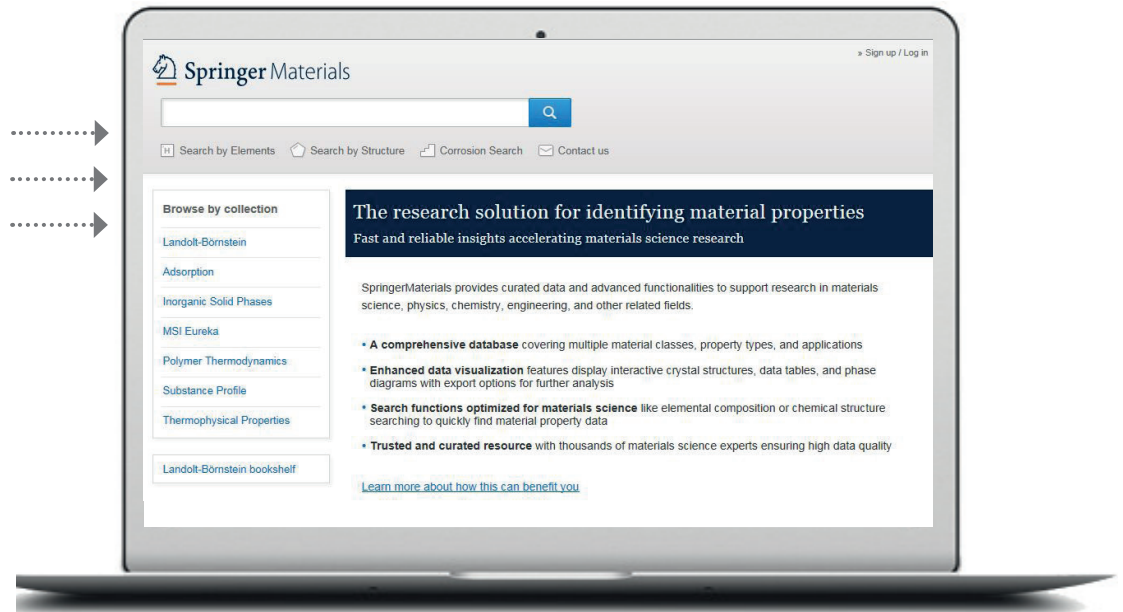 » Sign up / Log in
Springer Materials
H Search by Elements Search by Structure Corrosion Search Contact us
Browse by collection
Landolt-Börnstein
Adsorption
Inorganic Solid Phases
MSI Eureka
Polymer Thermodynamics
Substance Profile
Thermophysical Properties
Landolt-Börnstein bookshelf
The research solution for identifying material properties
Fast and reliable insights accelerating materials science research
SpringerMaterials provides curated data and advanced functionalities to support research in materials
science, physics, chemistry, engineering, and other related fields.
• A comprehensive database covering multiple material classes, property types, and applications
• Enhanced data visualization features display interactive crystal structures, data tables, and phase
diagrams with export options for further analysis
• Search functions optimized for materials science like elemental composition or chemical structure
searching to quickly find material property data
• Trusted and curated resource with thousands of materials science experts ensuring high data quality
Learn more about how this can benefit you